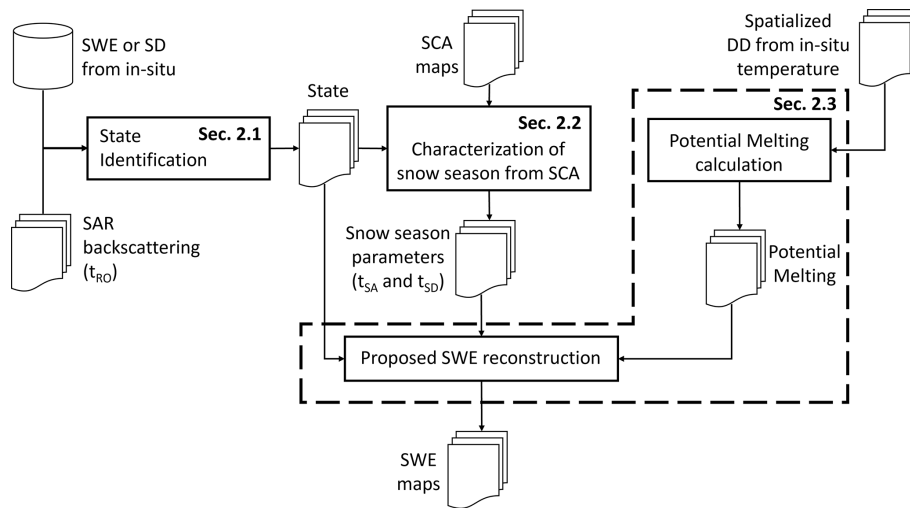 SWE or SD
from in-situ
SCA
maps
Spatialized
DD from in-situ
temperature
State
Sec. 2.1
State
Identification
Sec. 2.2
Characterization of
snow season from SCA
Sec. 2.3
Potential Melting
calculation
SAR
backscattering
(tRO)
Snow season
parameters
(tSA and tSD)
Potential
Melting
Proposed SWE reconstruction
SWE
maps